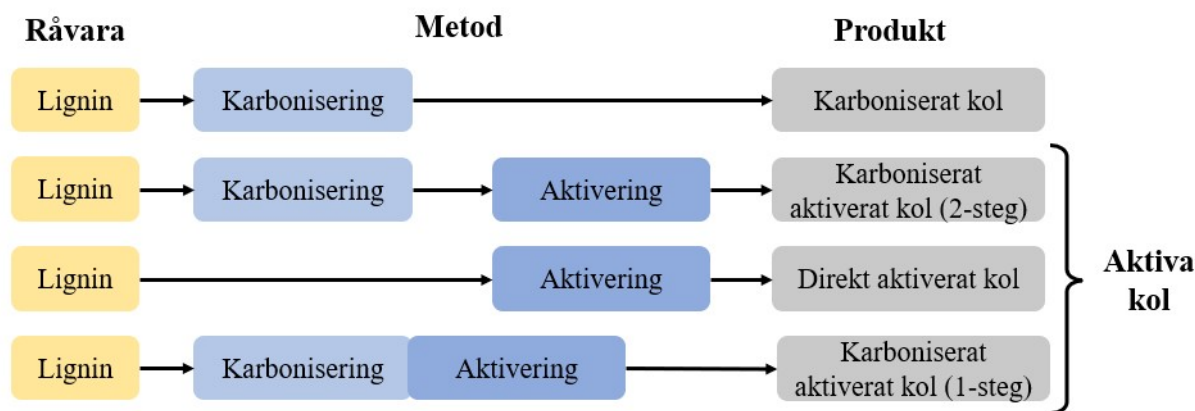 Råvara Metod Produkt
Lignin Karbonisering Karboniserat kol
Lignin Karbonisering Aktivering Karboniserat
aktiverat kol (2-steg)
Lignin Aktivering Direkt aktiverat kol
Aktiva
kol
Lignin Karbonisering Aktivering Karboniserat
aktiverat kol (1-steg)